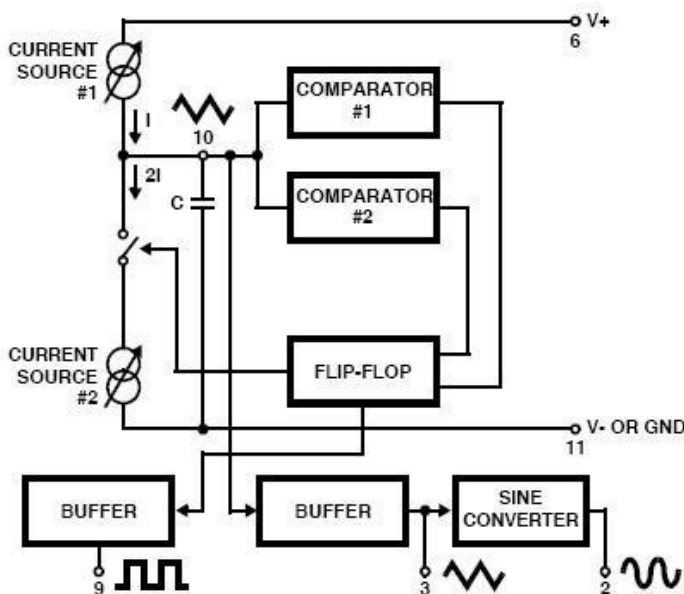 V+
6
CURRENT
SOURCE
#1
I
10
COMPARATOR
#1
2I
C
COMPARATOR
#2
CURRENT
SOURCE
#2
FLIP-FLOP
V- OR GND
11
BUFFER
BUFFER
SINE
CONVERTER
9
3
2